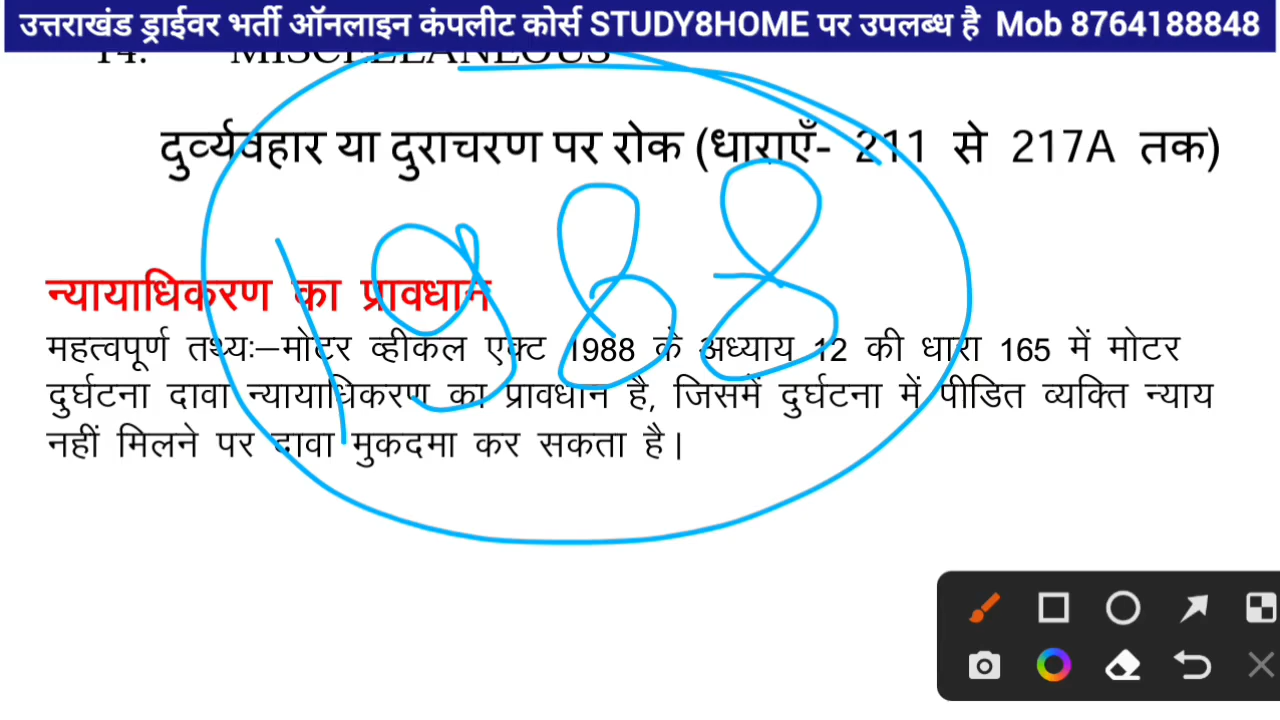 उत्तराखंड ड्राईवर भर्ती ऑनलाइन कंपलीट कोर्स STUDY8HOME पर उपलब्ध है Mob 8764188848
14. MISCELLANEOUS
दुर्व्यवहार या दुराचरण पर रोक (धाराएँ- 211 से 217A तक)
1988
न्यायाधिकरण का प्रावधान
महत्वपूर्ण तथ्यः–मोटर व्हीकल एक्ट 1988 के अध्याय 12 की धारा 165 में मोटर
दुर्घटना दावा न्यायाधिकरण का प्रावधान है, जिसमें दुर्घटना में पीडित व्यक्ति न्याय
नहीं मिलने पर दावा मुकदमा कर सकता है।